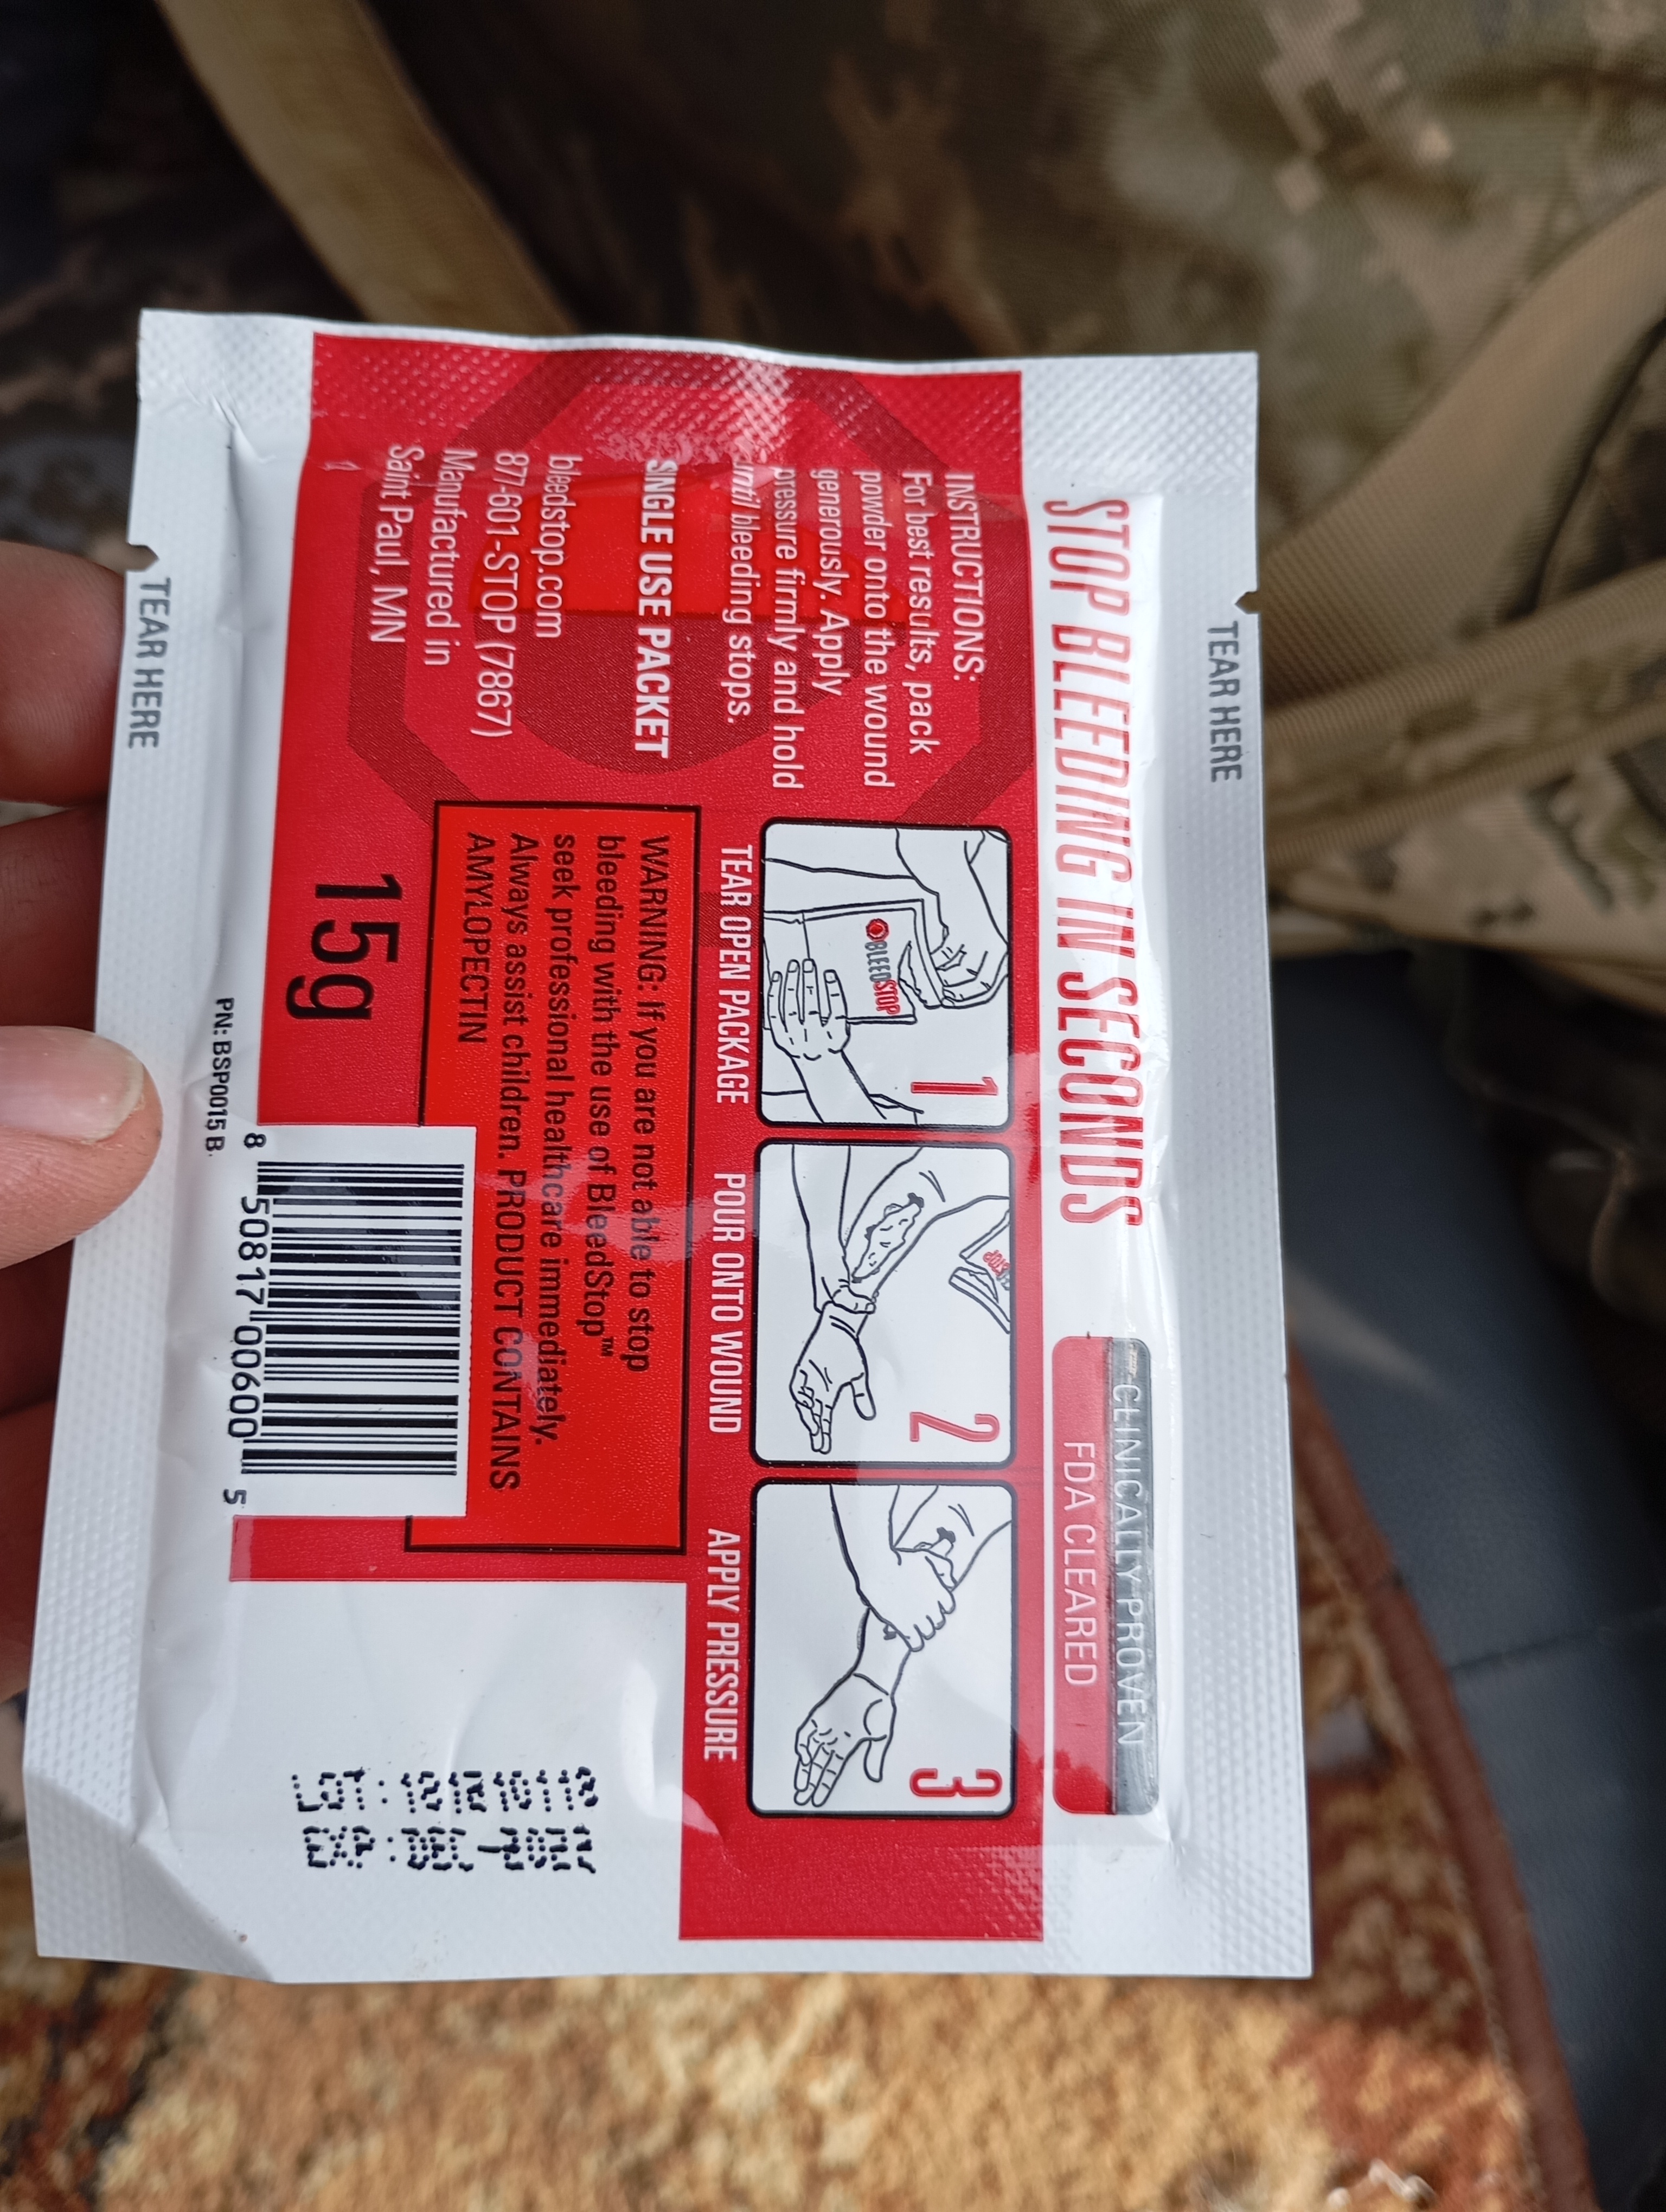 TEAR HERE
STOP BLEEDING IN SECONDS
CLINICALLY PROVEN
FDA CLEARED
INSTRUCTIONS:
For best results, pack
powder onto the wound
generously. Apply
pressure firmly and hold
until bleeding stops.
SINGLE USE PACKET
bleedstop.com
877-601-STOP (7867)
Manufactured in
Saint Paul, MN
BLEEDSTOP
1
TEAR OPEN PACKAGE
STOP
2
POUR ONTO WOUND
3
APPLY PRESSURE
WARNING: If you are not able to stop
bleeding with the use of BleedStop™
seek professional healthcare immediately.
Always assist children. PRODUCT CONTAINS
AMYLOPECTIN
15g
8 50817 00600 5
PN: BSP0015 B
LOT:
EXP: DEC
TEAR HERE